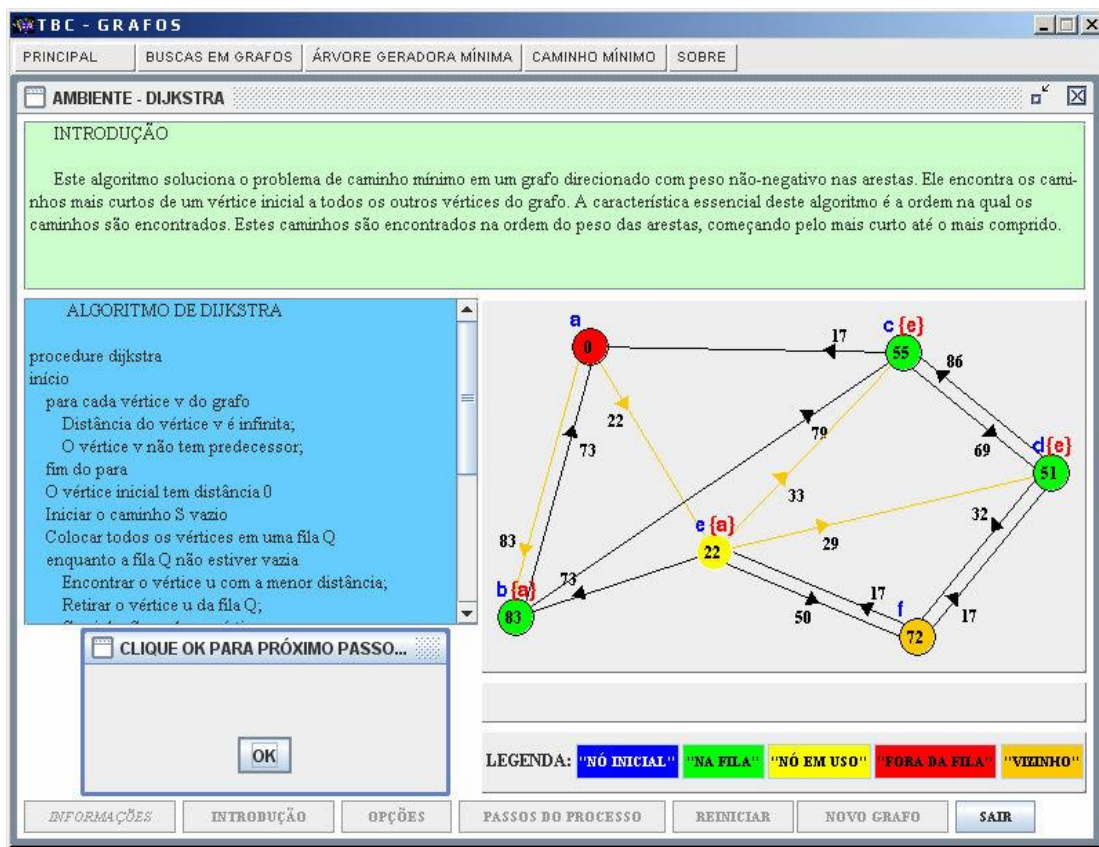 TBC - GRAFOS
PRINCIPAL BUSCAS EM GRAFOS ÁRVORE GERADORA MÍNIMA CAMINHO MÍNIMO SOBRE
AMBIENTE - DIJKSTRA
INTRODUÇÃO
Este algoritmo soluciona o problema de caminho mínimo em um grafo direcionado com peso não-negativo nas arestas. Ele encontra os cami-
nhos mais curtos de um vértice inicial a todos os outros vértices do grafo. A característica essencial deste algoritmo é a ordem na qual os
caminhos são encontrados. Estes caminhos são encontrados na ordem do peso das arestas, começando pelo mais curto até o mais comprido.
ALGORITMO DE DIJKSTRA
procedure dijkstra
início
para cada vértice v do grafo
Distância do vértice v é infinita;
O vértice v não tem predecessor;
fim do para
O vértice inicial tem distância 0
Iniciar o caminho S vazio
Colocar todos os vértices em uma fila Q
enquanto a fila Q não estiver vazia
Encontrar o vértice u com a menor distância;
Retirar o vértice u da fila Q;
a
0
17
c {e}
55
86
22
73
79
69
d{e}
51
33
32
83
e {a}
22
29
b {a}
83
73
17
50
f
72
17
CLIQUE OK PARA PRÓXIMO PASSO...
OK
LEGENDA: "NÓ INICIAL" "NA FILA" "NÓ EM USO" "FORA DA FILA" "VIZINHO"
INFORMAÇÕES INTRODUÇÃO OPÇÕES PASSOS DO PROCESSO REINICIAR NOVO GRAFO SAIR